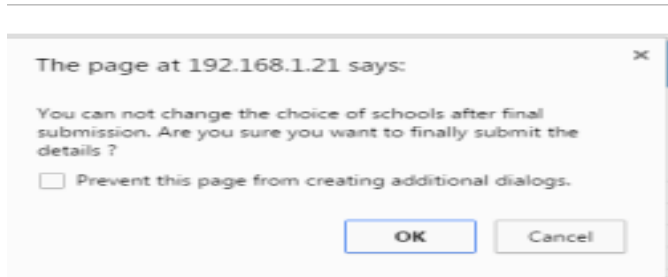 The page at 192.168.1.21 says:
You can not change the choice of schools after final
submission. Are you sure you want to finally submit the
details ?
Prevent this page from creating additional dialogs.
OK Cancel